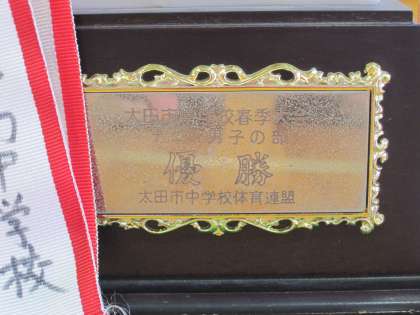 太田市 校春季
男子の部
優勝
太田市中学校体育連盟
中学校